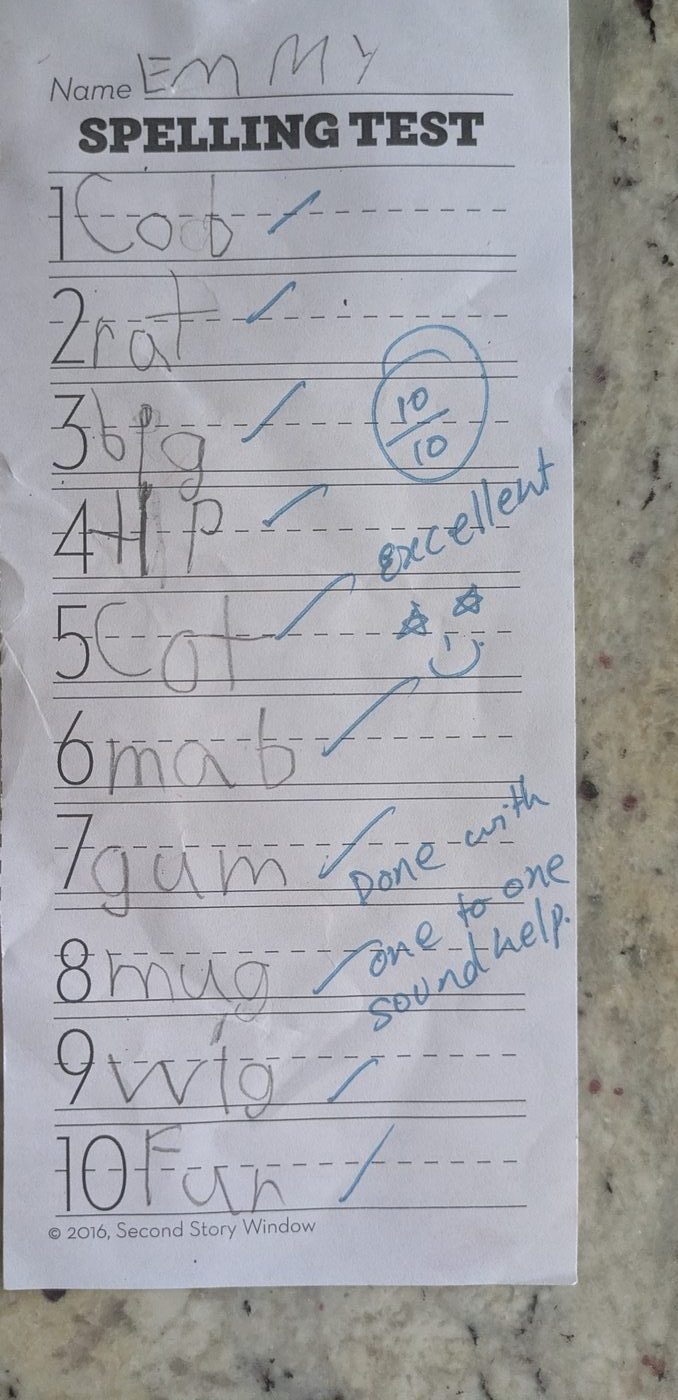 Name EMMY
SPELLING TEST
1 Cob
2 rat
3 big
10/10
4 HIP
excellent
5 Cot
6 mab
7 gum
Done with
one to one
sound help.
8 mug
9 wig
10 Fun
© 2016, Second Story Window